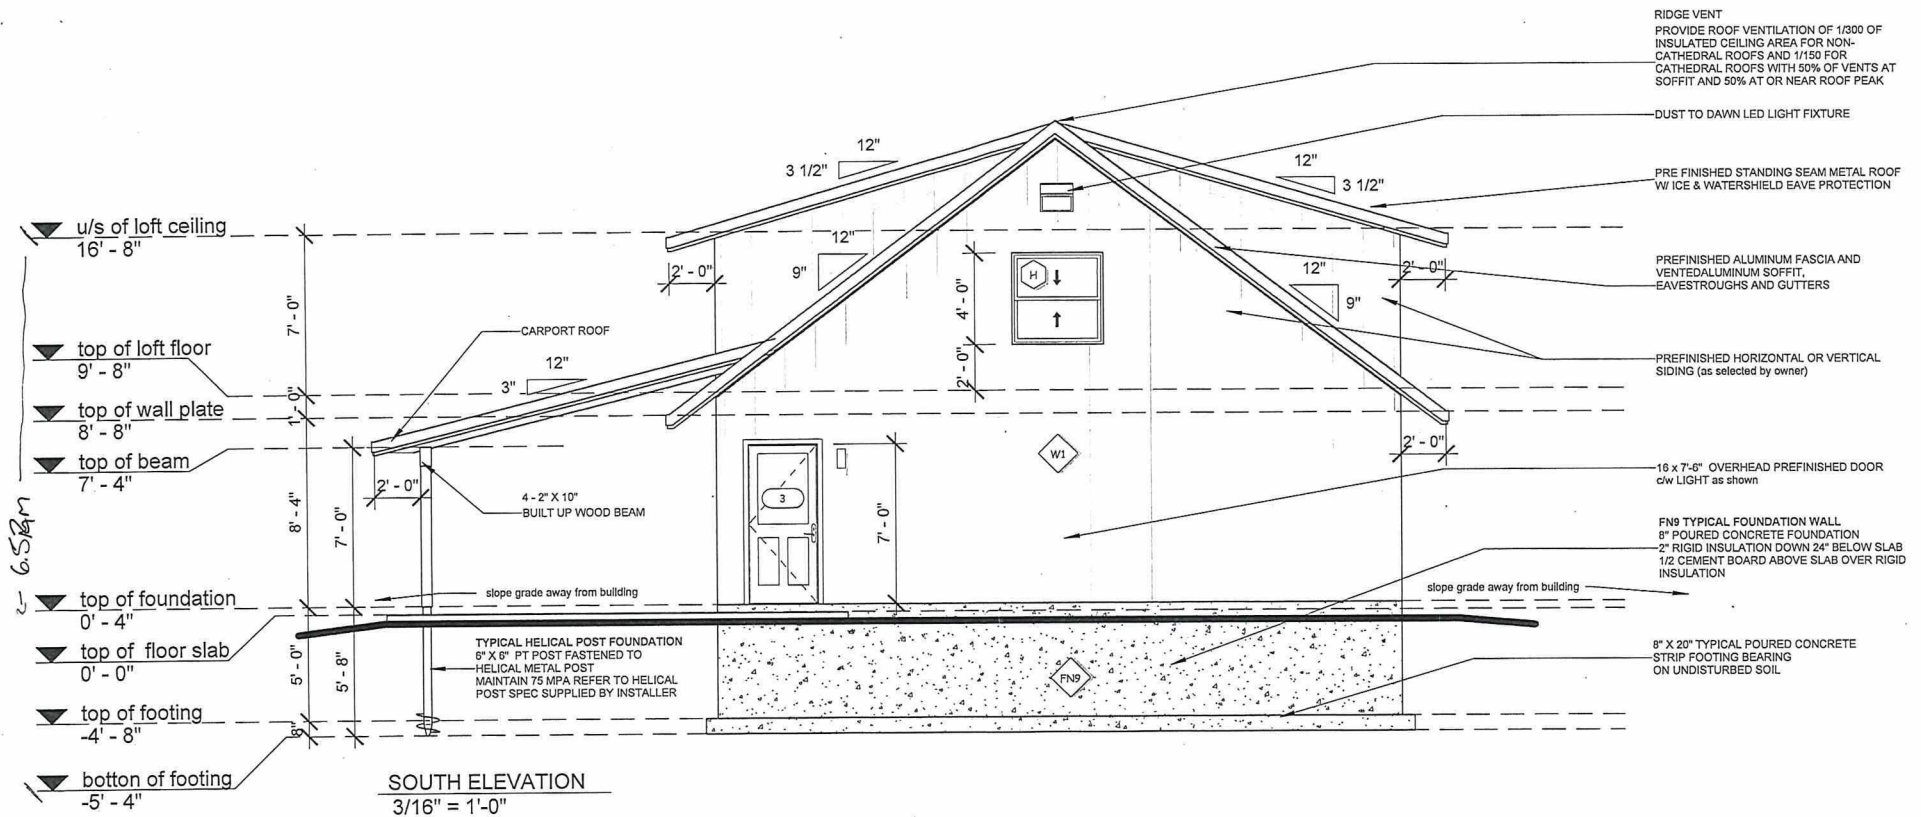 RIDGE VENT
PROVIDE ROOF VENTILATION OF 1/300 OF
INSULATED CEILING AREA FOR NON-
CATHEDRAL ROOFS AND 1/150 FOR
CATHEDRAL ROOFS WITH 50% OF VENTS AT
SOFFIT AND 50% AT OR NEAR ROOF PEAK
DUST TO DAWN LED LIGHT FIXTURE
PRE FINISHED STANDING SEAM METAL ROOF
W/ ICE & WATERSHIELD EAVE PROTECTION
PREFINISHED ALUMINUM FASCIA AND
VENTEDALUMINUM SOFFIT,
EAVESTROUGHS AND GUTTERS
PREFINISHED HORIZONTAL OR VERTICAL
SIDING (as selected by owner)
16 x 7'-6" OVERHEAD PREFINISHED DOOR
c/w LIGHT as shown
FN9 TYPICAL FOUNDATION WALL
8" POURED CONCRETE FOUNDATION
2" RIGID INSULATION DOWN 24" BELOW SLAB
1/2 CEMENT BOARD ABOVE SLAB OVER RIGID
INSULATION
slope grade away from building
8" X 20" TYPICAL POURED CONCRETE
STRIP FOOTING BEARING
ON UNDISTURBED SOIL
12"
3 1/2"
12"
3 1/2"
12"
9"
12"
9"
2' - 0"
2' - 0"
2' - 0"
H
4' - 0"
2' - 0"
W1
3
7' - 0"
FN9
CARPORT ROOF
12"
3"
2' - 0"
4 - 2" X 10"
BUILT UP WOOD BEAM
slope grade away from building
TYPICAL HELICAL POST FOUNDATION
6" X 6" PT POST FASTENED TO
HELICAL METAL POST
MAINTAIN 75 MPA REFER TO HELICAL
POST SPEC SUPPLIED BY INSTALLER
u/s of loft ceiling
16' - 8"
top of loft floor
9' - 8"
top of wall plate
8' - 8"
top of beam
7' - 4"
top of foundation
0' - 4"
top of floor slab
0' - 0"
top of footing
-4' - 8"
botton of footing
-5' - 4"
7' - 0"
1' - 0"
8' - 4"
7' - 0"
5' - 0"
5' - 8"
8"
SOUTH ELEVATION
3/16" = 1'-0"